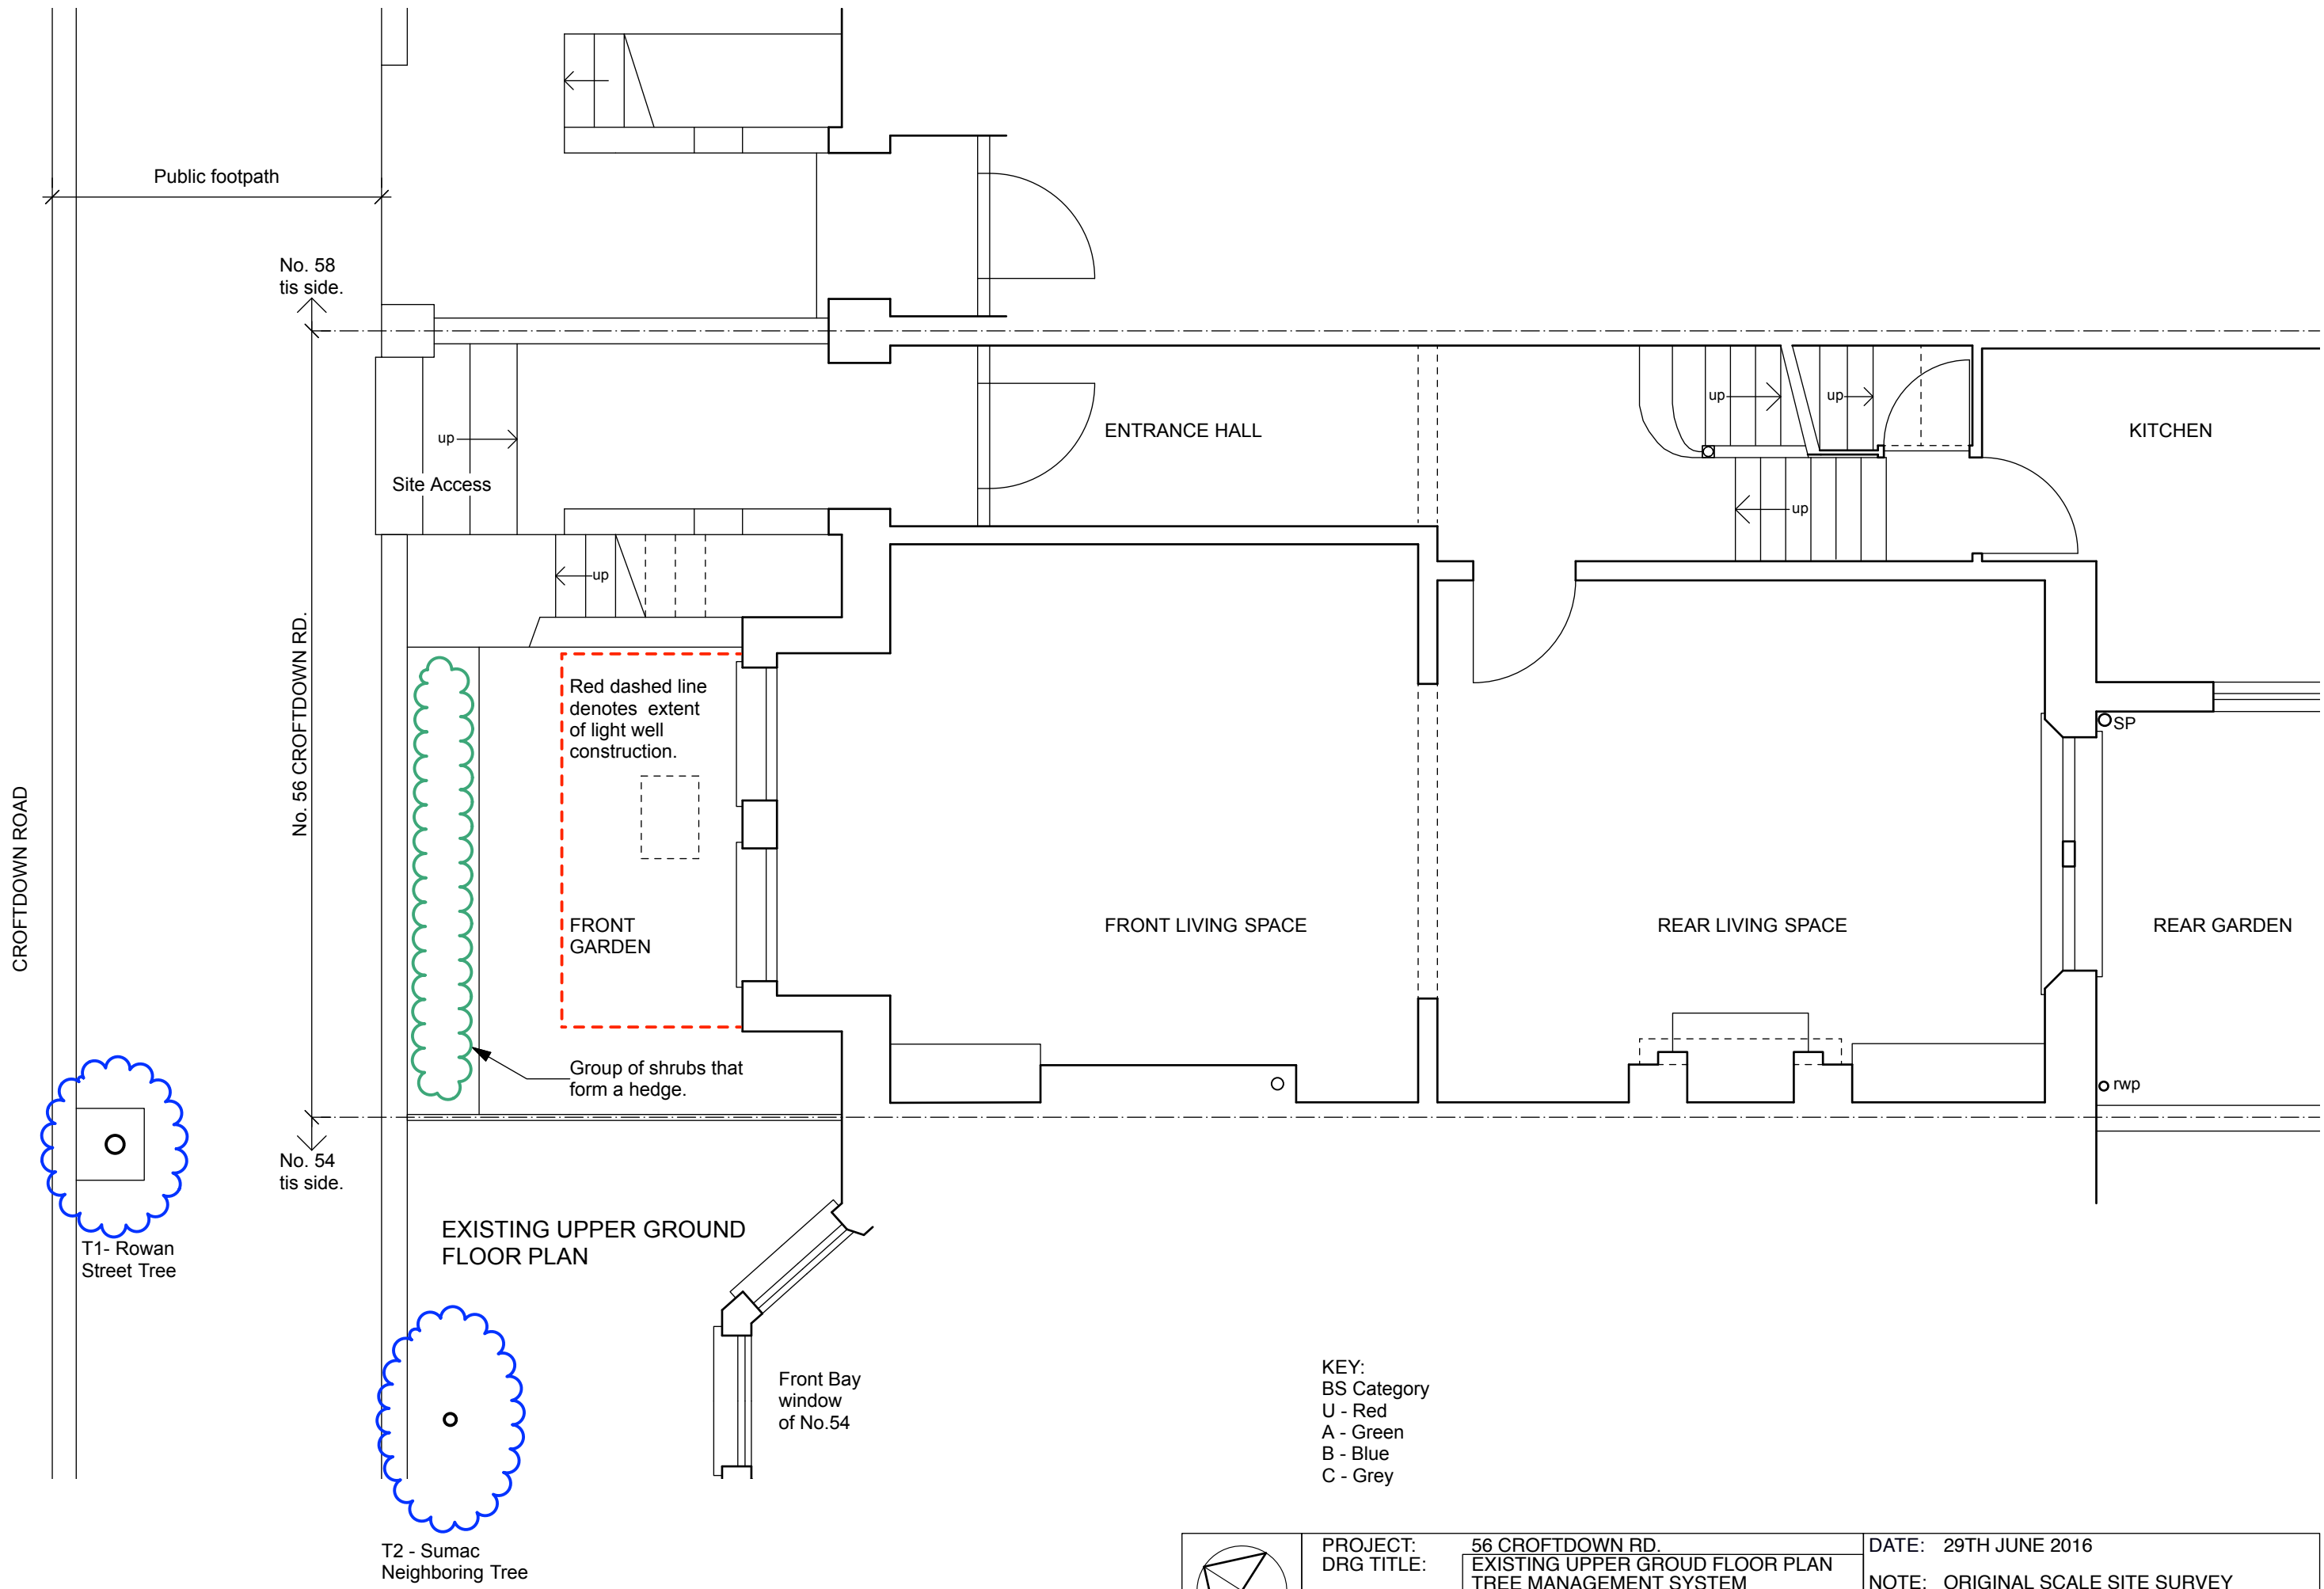 Public footpath
No. 58
tis side.
up
Site Access
ENTRANCE HALL
up
up
up
KITCHEN
up
No. 56 CROFTDOWN RD.
CROFTDOWN ROAD
Red dashed line
denotes extent
of light well
construction.
SP
FRONT
GARDEN
FRONT LIVING SPACE
REAR LIVING SPACE
REAR GARDEN
Group of shrubs that
form a hedge.
rwp
No. 54
tis side.
T1- Rowan
Street Tree
EXISTING UPPER GROUND
FLOOR PLAN
Front Bay
window
of No.54
KEY:
BS Category
U - Red
A - Green
B - Blue
C - Grey
T2 - Sumac
Neighboring Tree
PROJECT: 56 CROFTDOWN RD.
DRG TITLE: EXISTING UPPER GROUD FLOOR PLAN
TREE MANAGEMENT SYSTEM
DATE: 29TH JUNE 2016
NOTE: ORIGINAL SCALE SITE SURVEY